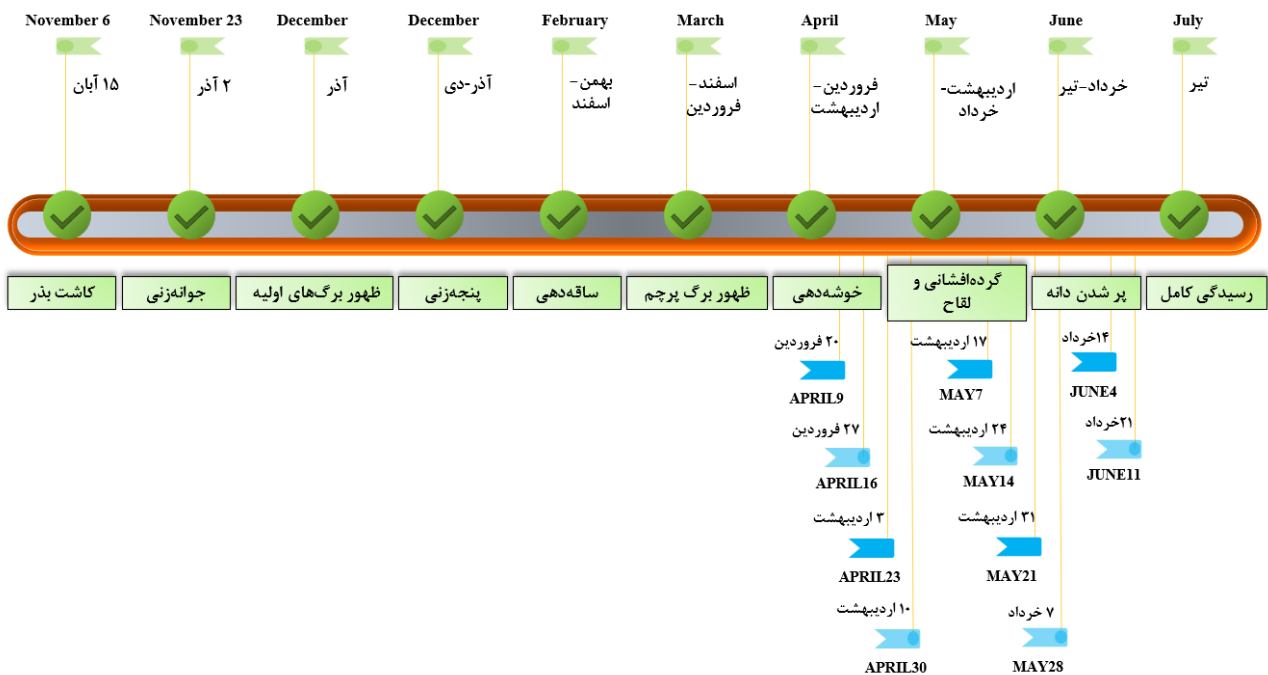 November 6
November 23
December
December
February
March
April
May
June
July
۱۵ آبان
۲ آذر
آذر
آذر-دی
بهمن-
اسفند
اسفند-
فروردین
فروردین-
اردیبهشت
اردیبهشت-
خرداد
خرداد-تیر
تیر
کاشت بذر
جوانه‌زنی
ظهور برگ‌های اولیه
پنجه‌زنی
ساقه‌دهی
ظهور برگ پرچم
خوشه‌دهی
گرده‌افشانی و
لقاح
پر شدن دانه
رسیدگی کامل
۲۰ فروردین
APRIL9
۱۷ اردیبهشت
MAY7
۱۴خرداد
JUNE4
۲۷ فروردین
APRIL16
۲۴ اردیبهشت
MAY14
۲۱خرداد
JUNE11
۳ اردیبهشت
APRIL23
۳۱ اردیبهشت
MAY21
۱۰ اردیبهشت
APRIL30
۷ خرداد
MAY28